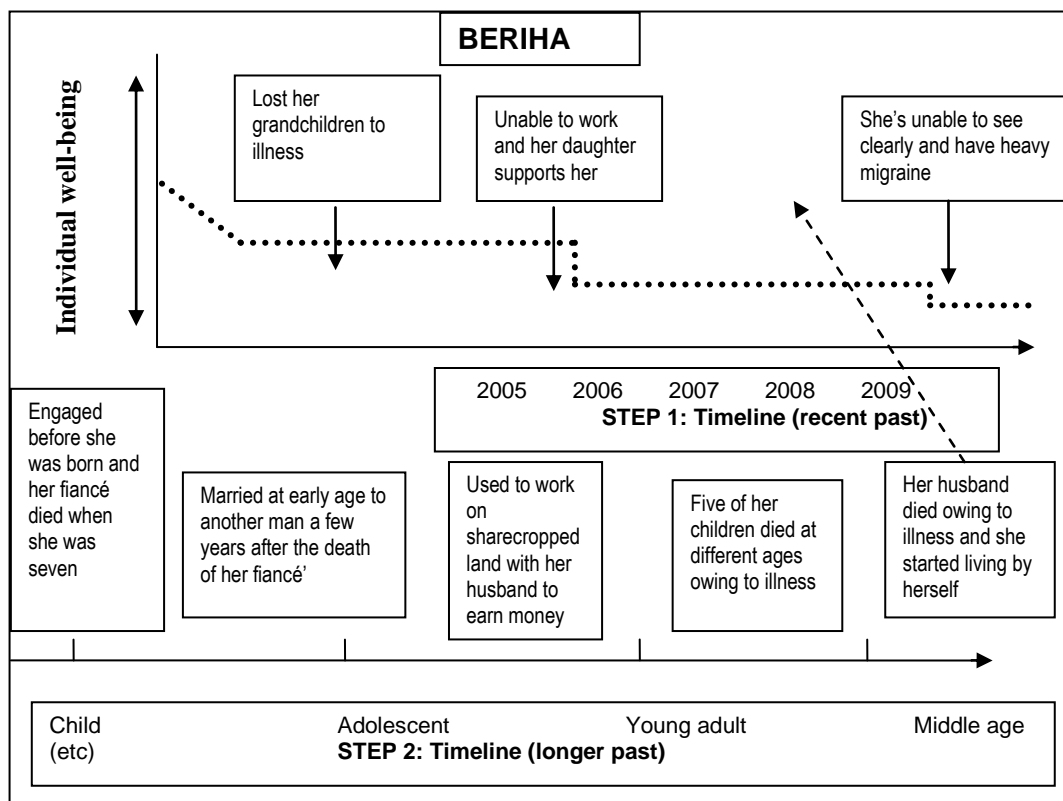 BERIHA
Individual well-being
Lost her
grandchildren to
illness
Unable to work
and her daughter
supports her
She's unable to see
clearly and have heavy
migraine
2005 2006 2007 2008 2009
STEP 1: Timeline (recent past)
Engaged
before she
was born and
her fiancé
died when
she was
seven
Married at early age to
another man a few
years after the death
of her fiancé'
Used to work
on
sharecropped
land with her
husband to
earn money
Five of her
children died at
different ages
owing to illness
Her husband
died owing to
illness and she
started living by
herself
Child Adolescent Young adult Middle age
(etc) STEP 2: Timeline (longer past)